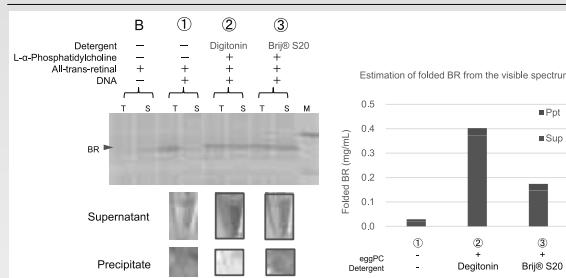 B ① ② ③
Detergent – – Digitonin Brij® S20
L-α-Phosphatidylcholine – – + +
All-trans-retinal + + + +
DNA – + + +
T S T S T S T S M
BR
Supernatant
Precipitate
Estimation of folded BR from the visible spectrum
Folded BR (mg/mL)
0.5
0.4
0.3
0.2
0.1
0.0
Ppt
Sup
① ② ③
eggPC - + +
Detergent - Degitonin Brij® S20